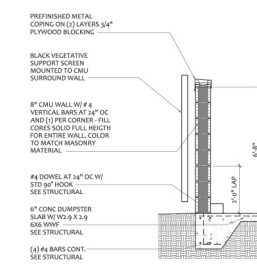 PREFINISHED METAL
COPING ON (2) LAYERS 3/4"
PLYWOOD BLOCKING
BLACK VEGETATIVE
SUPPORT SCREEN
MOUNTED TO CMU
SURROUND WALL
8" CMU WALL W/ # 4
VERTICAL BARS AT 24" OC
AND (1) PER CORNER - FILL
CORES SOLID FULL HEIGTH
FOR ENTIRE WALL. COLOR
TO MATCH MASONRY
MATERIAL
#4 DOWEL AT 24" OC W/
STD 90° HOOK
SEE STRUCTURAL
6" CONC DUMPSTER
SLAB W/ W2.9 X 2.9
6X6 WWF
SEE STRUCTURAL
(4) #4 BARS CONT.
SEE STRUCTURAL
2'-0" LAP
6'-8"